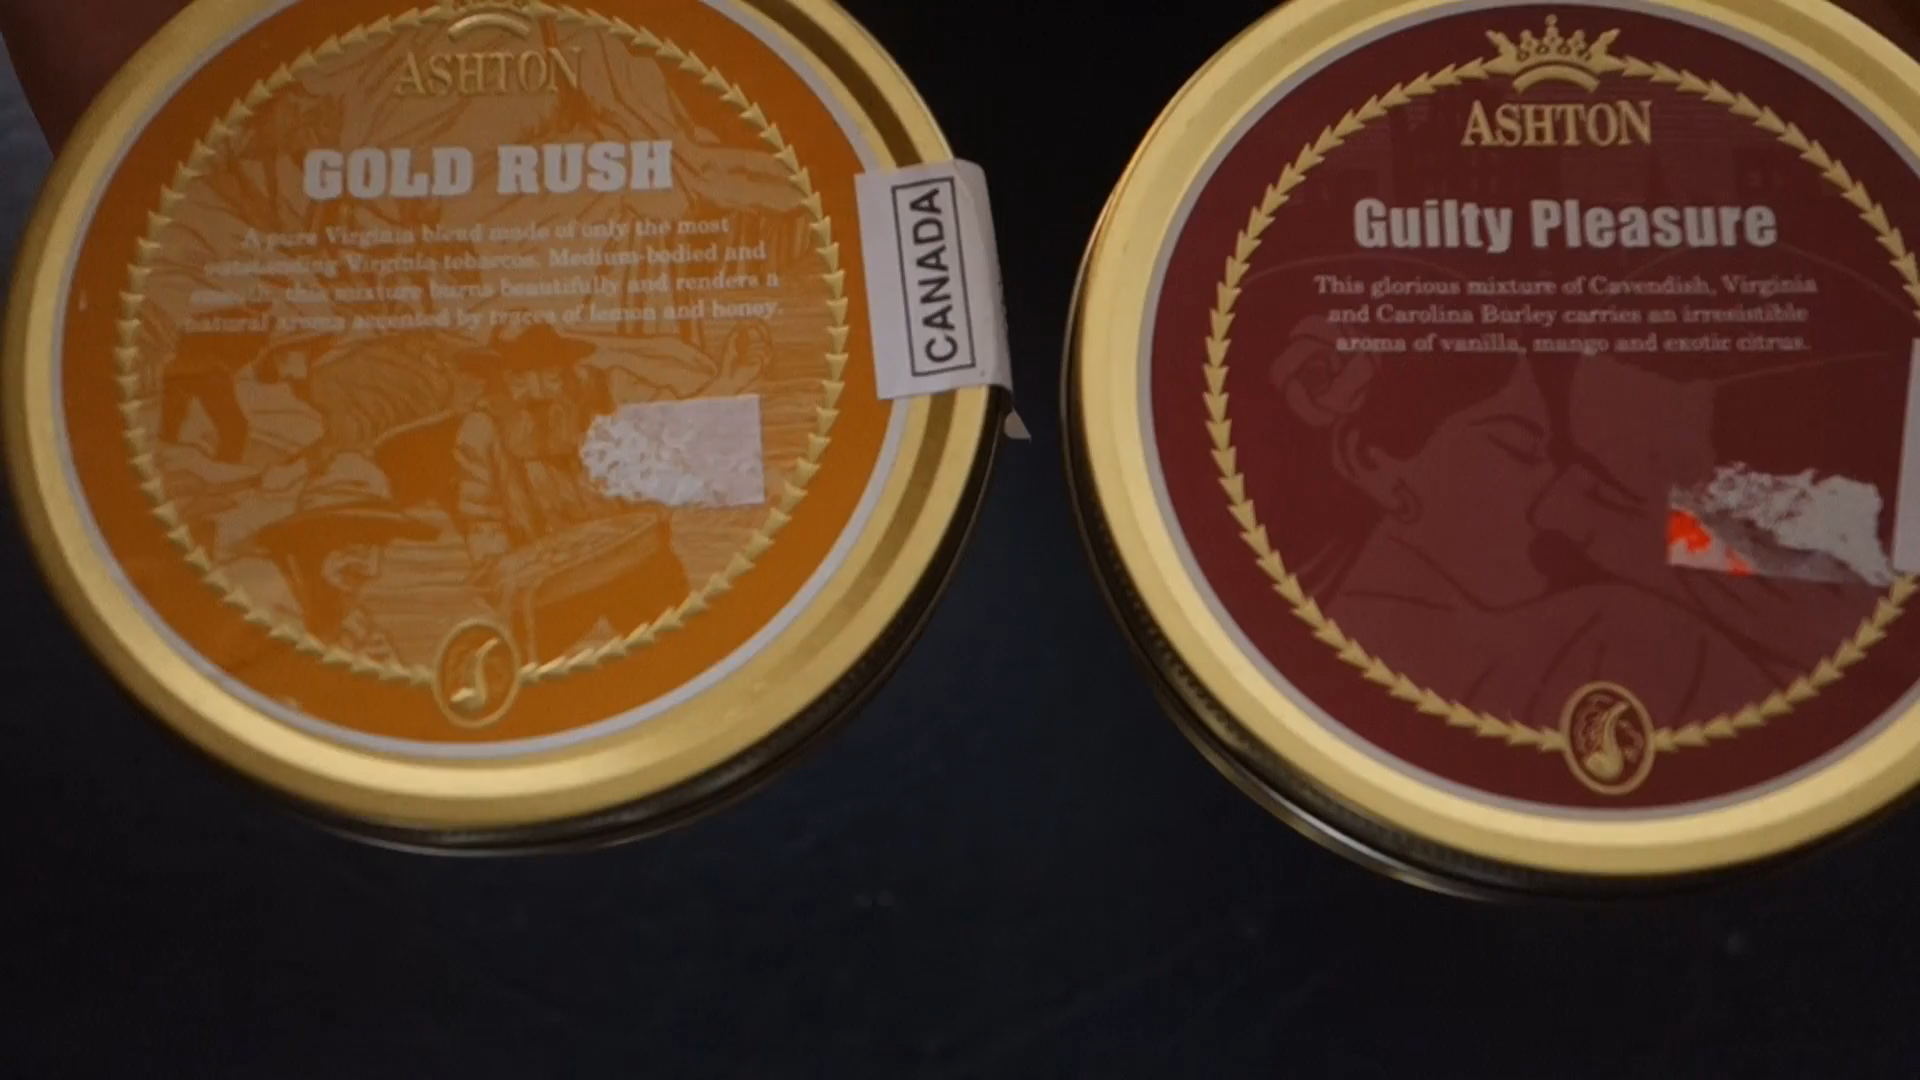 ASHTON
GOLD RUSH
A pure Virginia blend made of only the most
outstanding Virginia tobaccos. Medium-bodied and
smooth, this mixture burns beautifully and renders a
natural aroma accented by traces of lemon and honey.
CANADA
ASHTON
Guilty Pleasure
This glorious mixture of Cavendish, Virginia
and Carolina Burley carries an irresistible
aroma of vanilla, mango and exotic citrus.